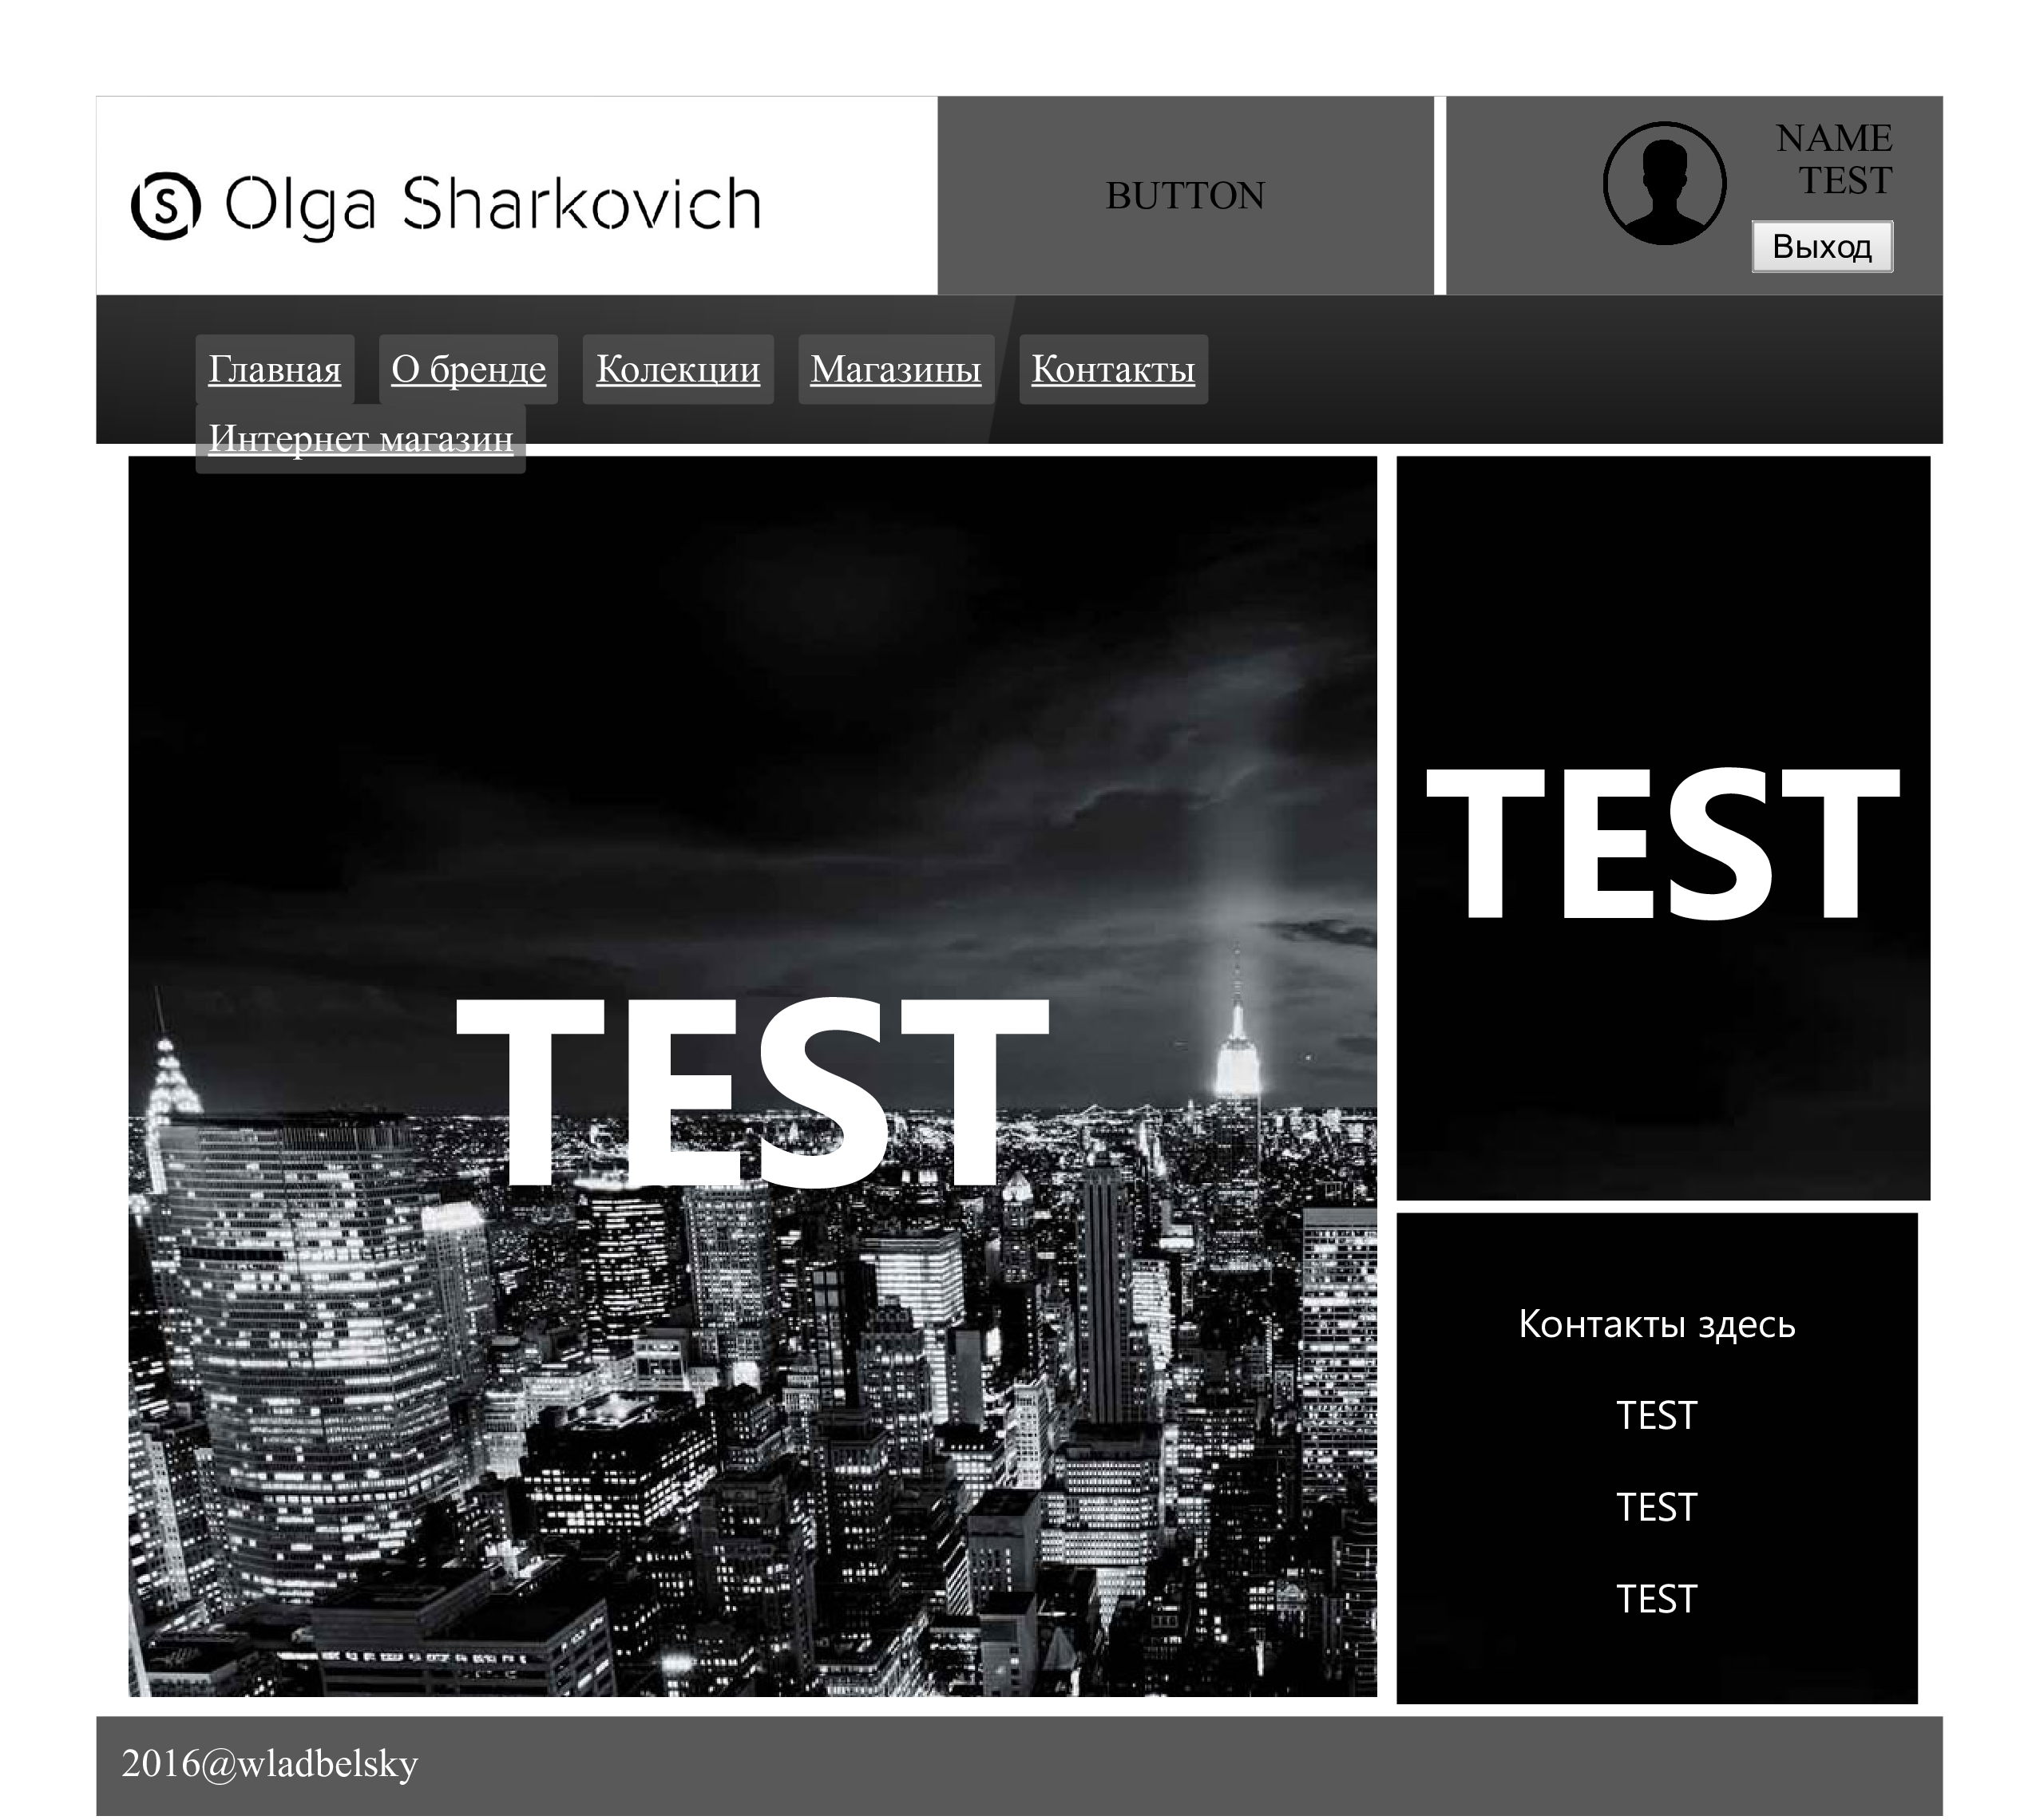 S Olga Sharkovich
BUTTON
NAME
TEST
Выход
Главная О бренде Колекции Магазины Контакты
Интернет магазин
TEST
TEST
Контакты здесь
TEST
TEST
TEST
2016@wladbelsky